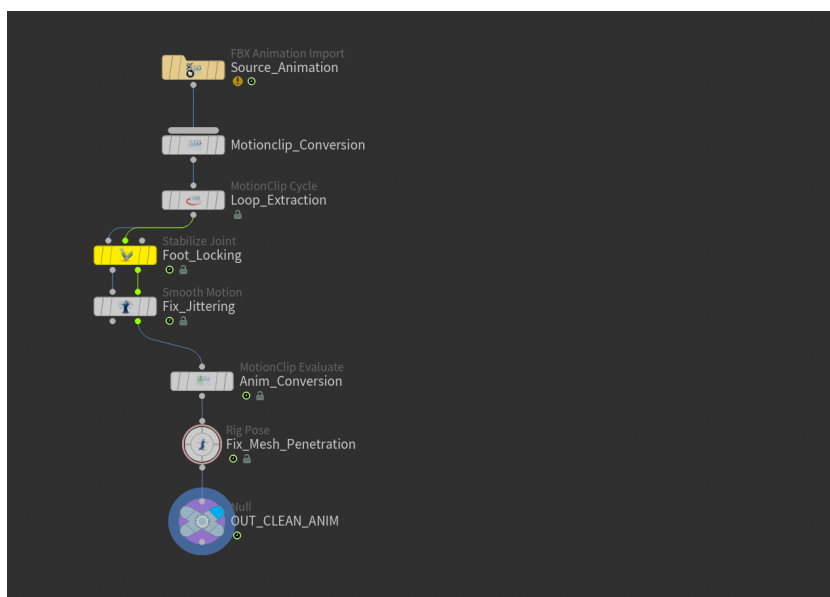 FBX Animation Import
Source_Animation
Motionclip_Conversion
MotionClip Cycle
Loop_Extraction
Stabilize Joint
Foot_Locking
Smooth Motion
Fix_Jittering
MotionClip Evaluate
Anim_Conversion
Rig Pose
Fix_Mesh_Penetration
Null
OUT_CLEAN_ANIM